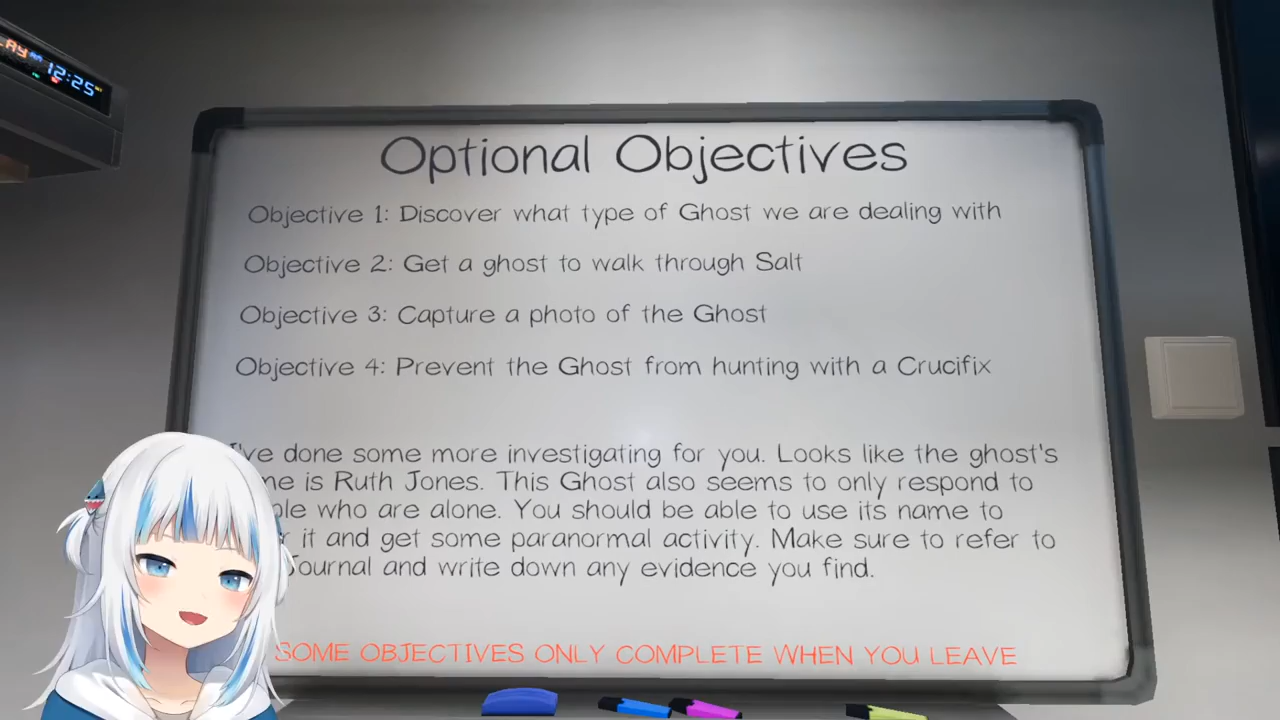 12:25
Optional Objectives
Objective 1: Discover what type of Ghost we are dealing with
Objective 2: Get a ghost to walk through Salt
Objective 3: Capture a photo of the Ghost
Objective 4: Prevent the Ghost from hunting with a Crucifix
I've done some more investigating for you. Looks like the ghost's
is Ruth Jones. This Ghost also seems to only respond to
who are alone. You should be able to use its name to
it and get some paranormal activity. Make sure to refer to
Journal and write down any evidence you find.
SOME OBJECTIVES ONLY COMPLETE WHEN YOU LEAVE